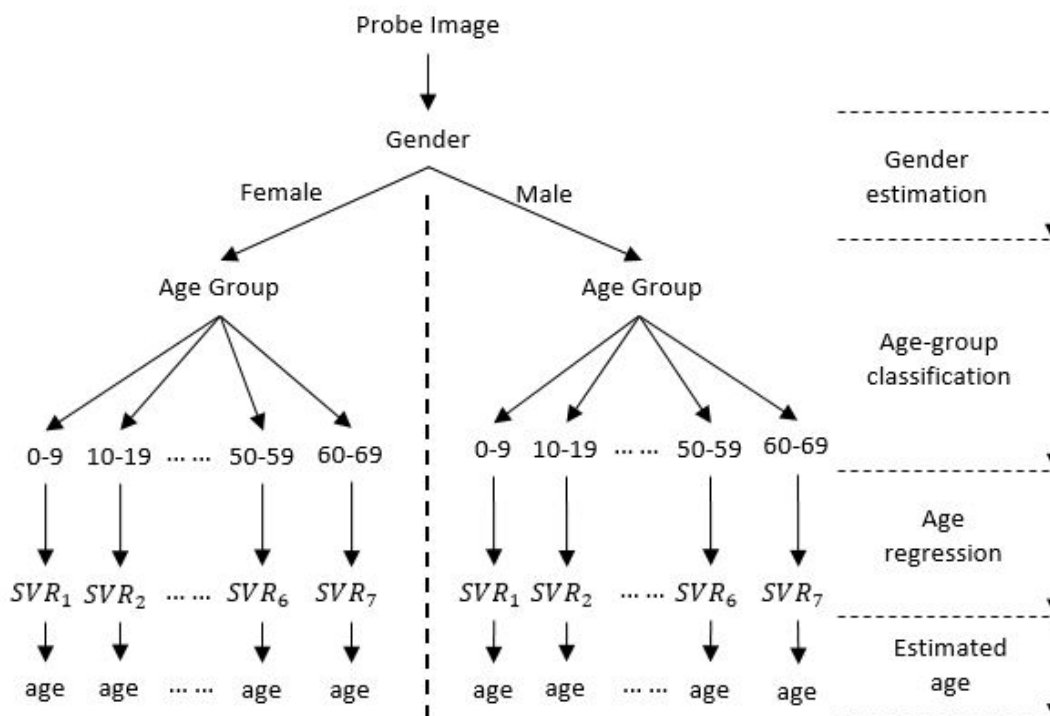 Probe Image
Gender
Female
Male
Gender
estimation
Age Group
Age Group
Age-group
classification
0-9 10-19 ... ... 50-59 60-69
0-9 10-19 ... ... 50-59 60-69
Age
regression
SVR₁ SVR₂ ... ... SVR₆ SVR₇
SVR₁ SVR₂ ... ... SVR₆ SVR₇
Estimated
age
age age ... ... age age
age age ... ... age age